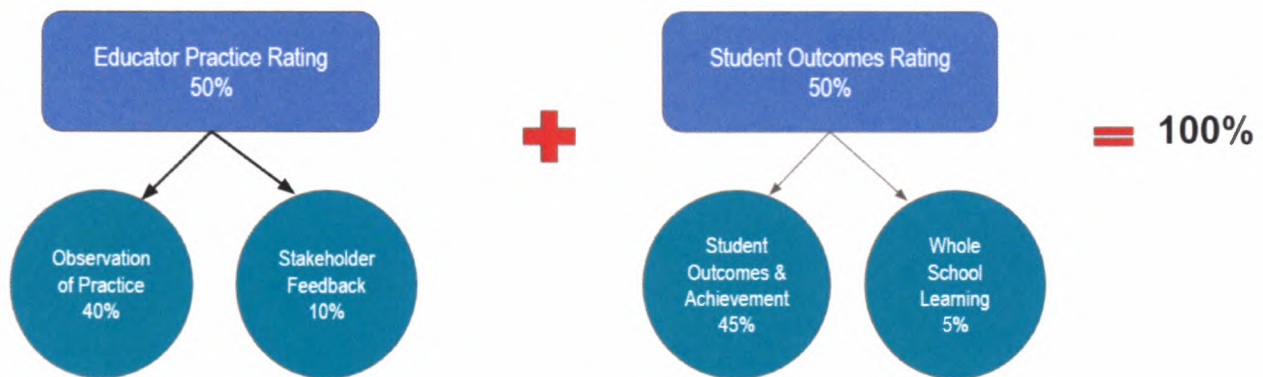 Educator Practice Rating
50%
Student Outcomes Rating
50%
= 100%
+
Observation
of Practice
40%
Stakeholder
Feedback
10%
Student
Outcomes &
Achievement
45%
Whole
School
Learning
5%